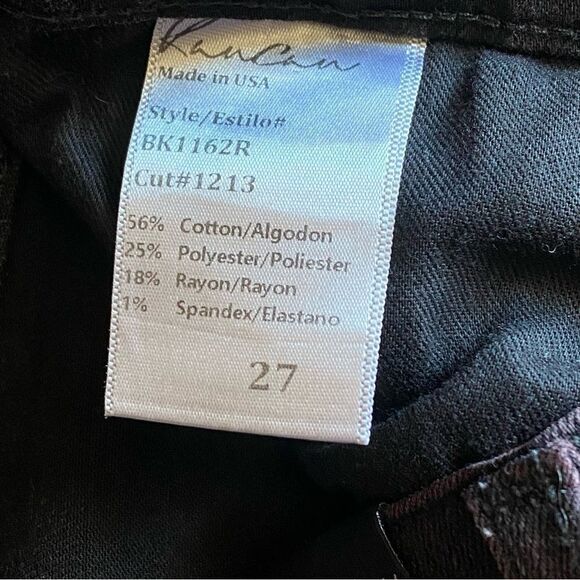 KanCan
Made in USA
Style/Estilo#
BK1162R
Cut#1213
56% Cotton/Algodon
25% Polyester/Poliester
18% Rayon/Rayon
1% Spandex/Elastano
27